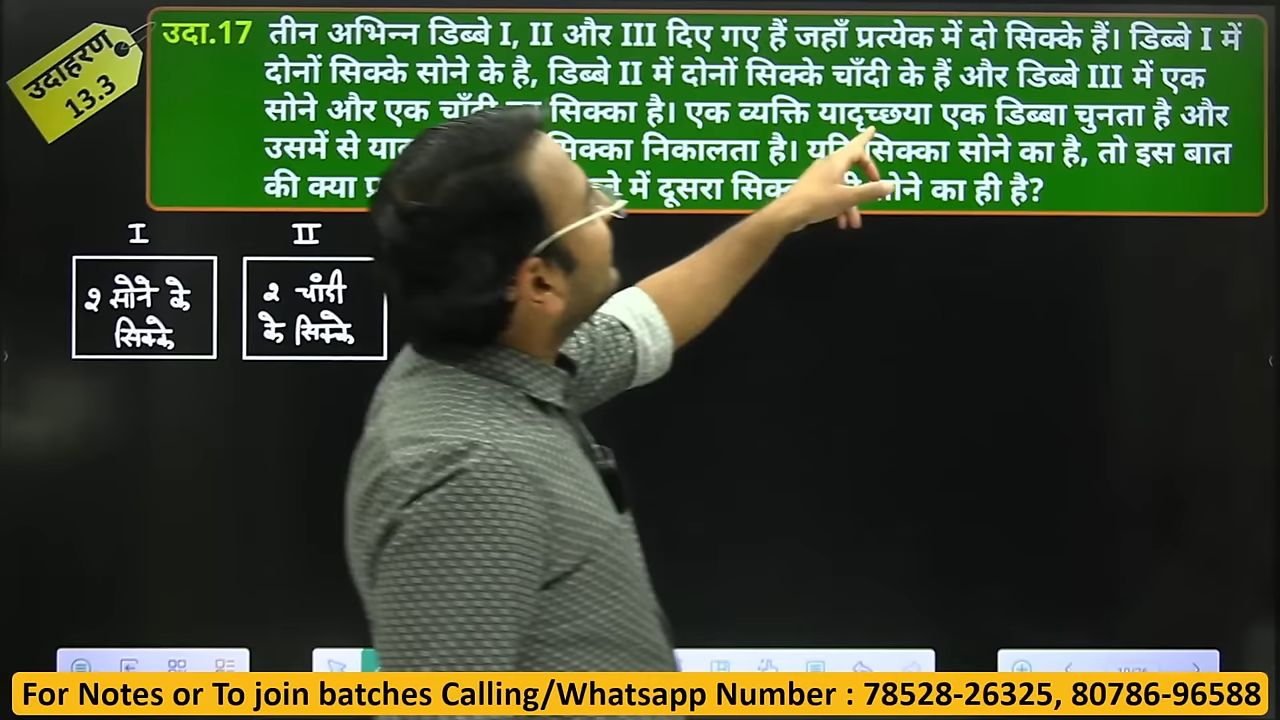 उदाहरण
13.3
उदा.17 तीन अभिन्न डिब्बे I, II और III दिए गए हैं जहाँ प्रत्येक में दो सिक्के हैं। डिब्बे I में
दोनों सिक्के सोने के है, डिब्बे II में दोनों सिक्के चाँदी के हैं और डिब्बे III में एक
सोने और एक चाँदी सिक्का है। एक व्यक्ति यादृच्छया एक डिब्बा चुनता है और
उसमें से सिक्का निकालता है। यदि सिक्का सोने का है, तो इस बात
की क्या में दूसरा सोने का ही है?
I II
2 सोने के
सिक्के
2 चाँदी
के सिक्के
For Notes or To join batches Calling/Whatsapp Number : 78528-26325, 80786-96588